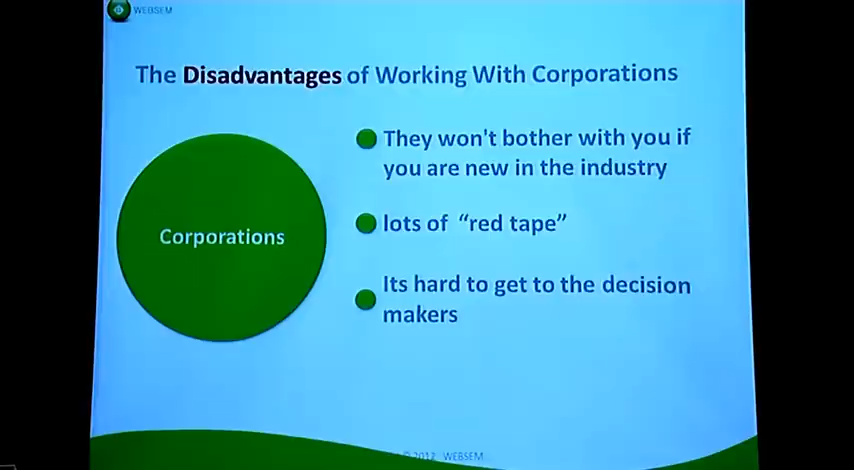 WEBSEM
The Disadvantages of Working With Corporations
They won't bother with you if
you are new in the industry
Corporations
lots of “red tape”
Its hard to get to the decision
makers
© 2012 WEBSEM